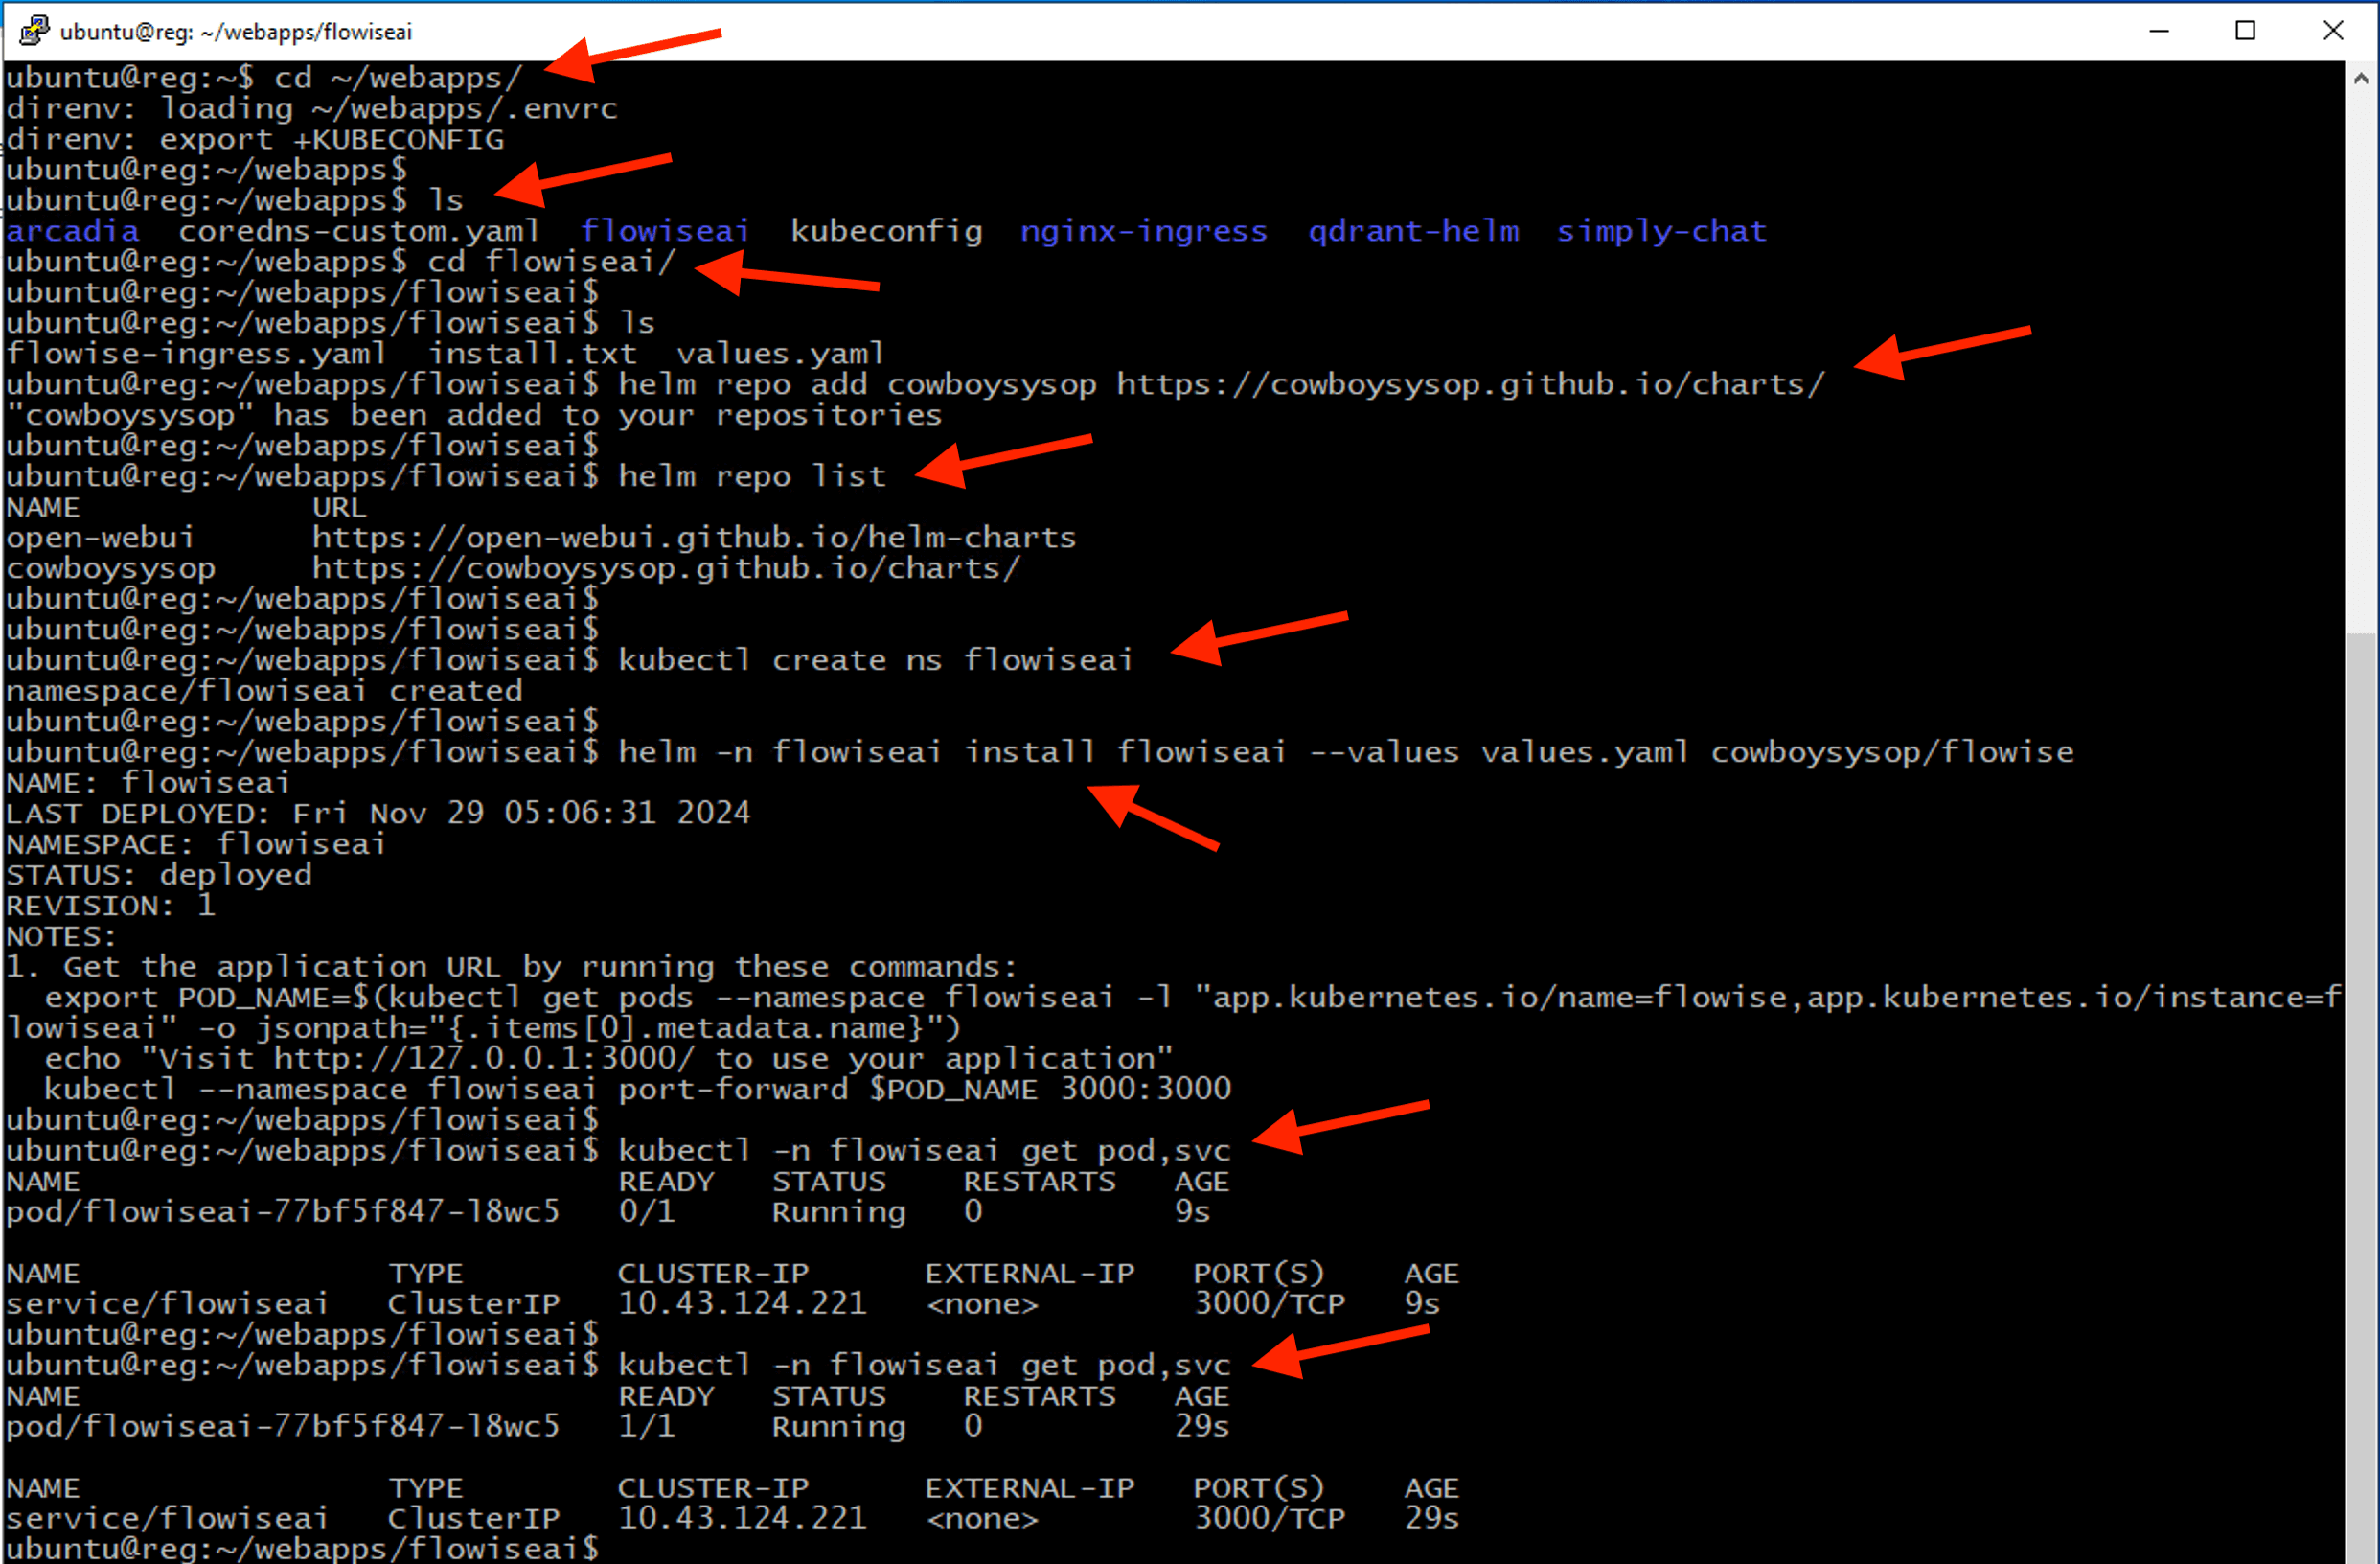 ubuntu@reg: ~/webapps/flowiseai
ubuntu@reg:~$ cd ~/webapps/
direnv: loading ~/webapps/.envrc
direnv: export +KUBECONFIG
ubuntu@reg:~/webapps$
ubuntu@reg:~/webapps$ ls
arcadia  coredns-custom.yaml  flowiseai  kubeconfig  nginx-ingress  qdrant-helm  simply-chat
ubuntu@reg:~/webapps$ cd flowiseai/
ubuntu@reg:~/webapps/flowiseai$
ubuntu@reg:~/webapps/flowiseai$ ls
flowise-ingress.yaml  install.txt  values.yaml
ubuntu@reg:~/webapps/flowiseai$ helm repo add cowboysysop https://cowboysysop.github.io/charts/
"cowboysysop" has been added to your repositories
ubuntu@reg:~/webapps/flowiseai$
ubuntu@reg:~/webapps/flowiseai$ helm repo list
NAME            URL
open-webui      https://open-webui.github.io/helm-charts
cowboysysop     https://cowboysysop.github.io/charts/
ubuntu@reg:~/webapps/flowiseai$
ubuntu@reg:~/webapps/flowiseai$
ubuntu@reg:~/webapps/flowiseai$ kubectl create ns flowiseai
namespace/flowiseai created
ubuntu@reg:~/webapps/flowiseai$
ubuntu@reg:~/webapps/flowiseai$ helm -n flowiseai install flowiseai --values values.yaml cowboysysop/flowise
NAME: flowiseai
LAST DEPLOYED: Fri Nov 29 05:06:31 2024
NAMESPACE: flowiseai
STATUS: deployed
REVISION: 1
NOTES:
1. Get the application URL by running these commands:
  export POD_NAME=$(kubectl get pods --namespace flowiseai -l "app.kubernetes.io/name=flowise,app.kubernetes.io/instance=f
lowiseai" -o jsonpath="{.items[0].metadata.name}")
  echo "Visit http://127.0.0.1:3000/ to use your application"
  kubectl --namespace flowiseai port-forward $POD_NAME 3000:3000
ubuntu@reg:~/webapps/flowiseai$
ubuntu@reg:~/webapps/flowiseai$ kubectl -n flowiseai get pod,svc
NAME                            READY   STATUS    RESTARTS   AGE
pod/flowiseai-77bf5f847-l8wc5   0/1     Running   0          9s
NAME                TYPE        CLUSTER-IP      EXTERNAL-IP   PORT(S)    AGE
service/flowiseai   ClusterIP   10.43.124.221   <none>        3000/TCP   9s
ubuntu@reg:~/webapps/flowiseai$
ubuntu@reg:~/webapps/flowiseai$ kubectl -n flowiseai get pod,svc
NAME                            READY   STATUS    RESTARTS   AGE
pod/flowiseai-77bf5f847-l8wc5   1/1     Running   0          29s
NAME                TYPE        CLUSTER-IP      EXTERNAL-IP   PORT(S)    AGE
service/flowiseai   ClusterIP   10.43.124.221   <none>        3000/TCP   29s
ubuntu@reg:~/webapps/flowiseai$